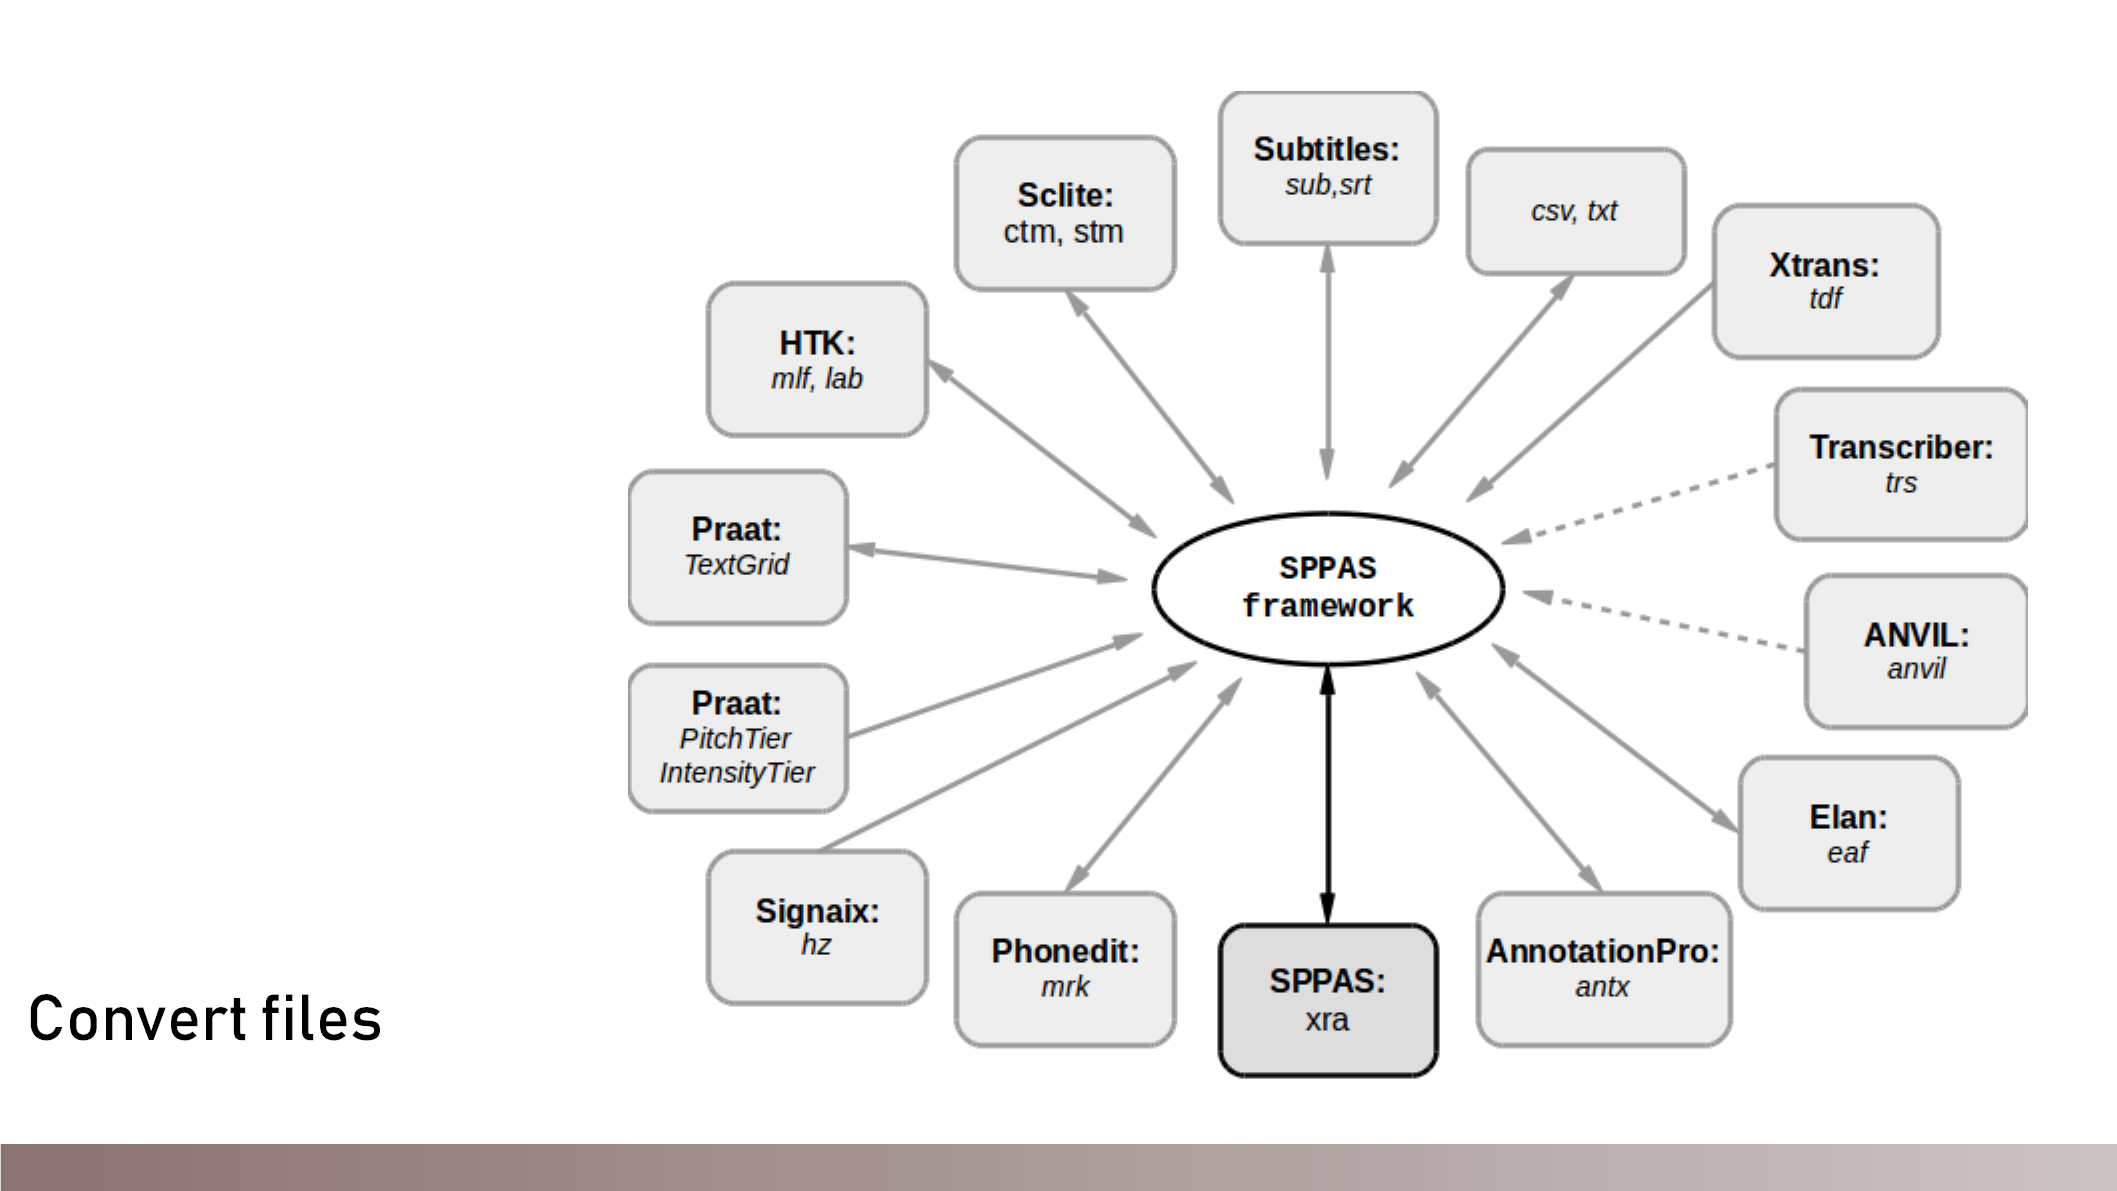 Subtitles:
sub,srt
Sclite:
ctm, stm
csv, txt
Xtrans:
tdf
HTK:
mlf, lab
Transcriber:
trs
Praat:
TextGrid
SPPAS
framework
ANVIL:
anvil
Praat:
PitchTier
IntensityTier
Elan:
eaf
Signaix:
hz
Phonedit:
mrk
SPPAS:
xra
AnnotationPro:
antx
Convert files